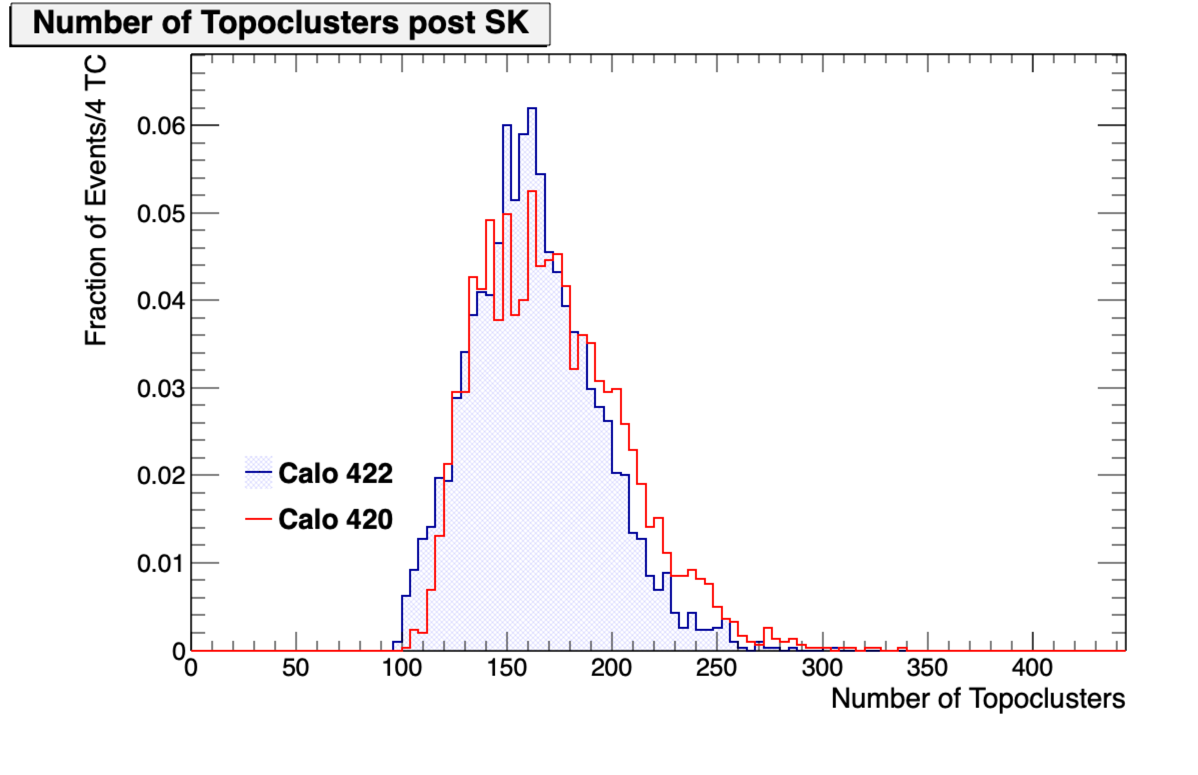 Number of Topoclusters post SK
Fraction of Events/4 TC
0.06
0.05
0.04
0.03
0.02
0.01
0
Calo 422
Calo 420
0 50 100 150 200 250 300 350 400
Number of Topoclusters